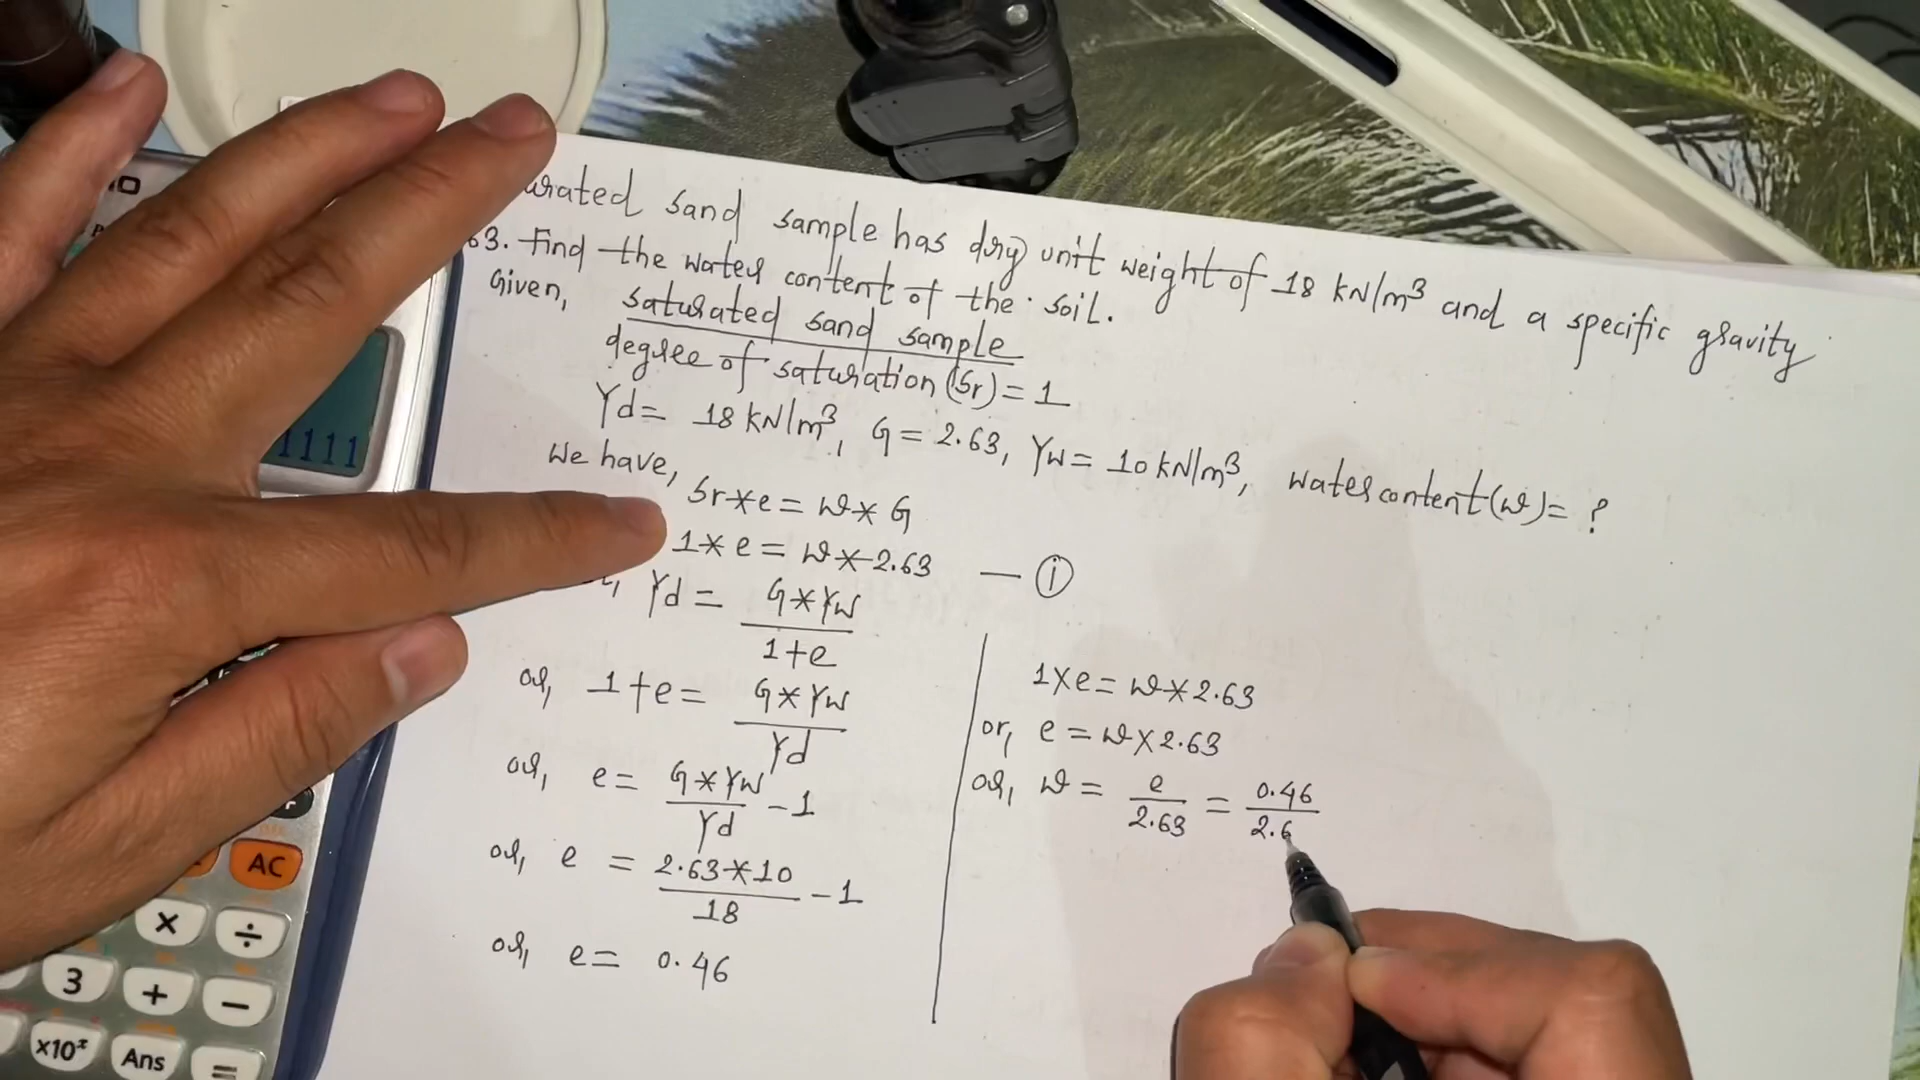 sand sample has dry unit weight of 18 kN/m³ and a specific gravity
63. Find the water content of the soil.
Given, saturated sand sample
degree of saturation (Sr) = 1
γd = 18 kN/m³, G = 2.63, γw = 10 kN/m³, water content (w) = ?
We have,
Sr*e = w*G
1*e = w*2.63 — (i)
γd = G*γw / 1+e
or, 1+e = G*γw / γd
or, e = G*γw / γd - 1
or, e = 2.63*10 / 18 - 1
or, e = 0.46
1×e = w*2.63
or, e = w×2.63
or, w = e / 2.63 = 0.46 / 2.6
1111
AC
× ÷
3 + −
×10ˣ Ans =